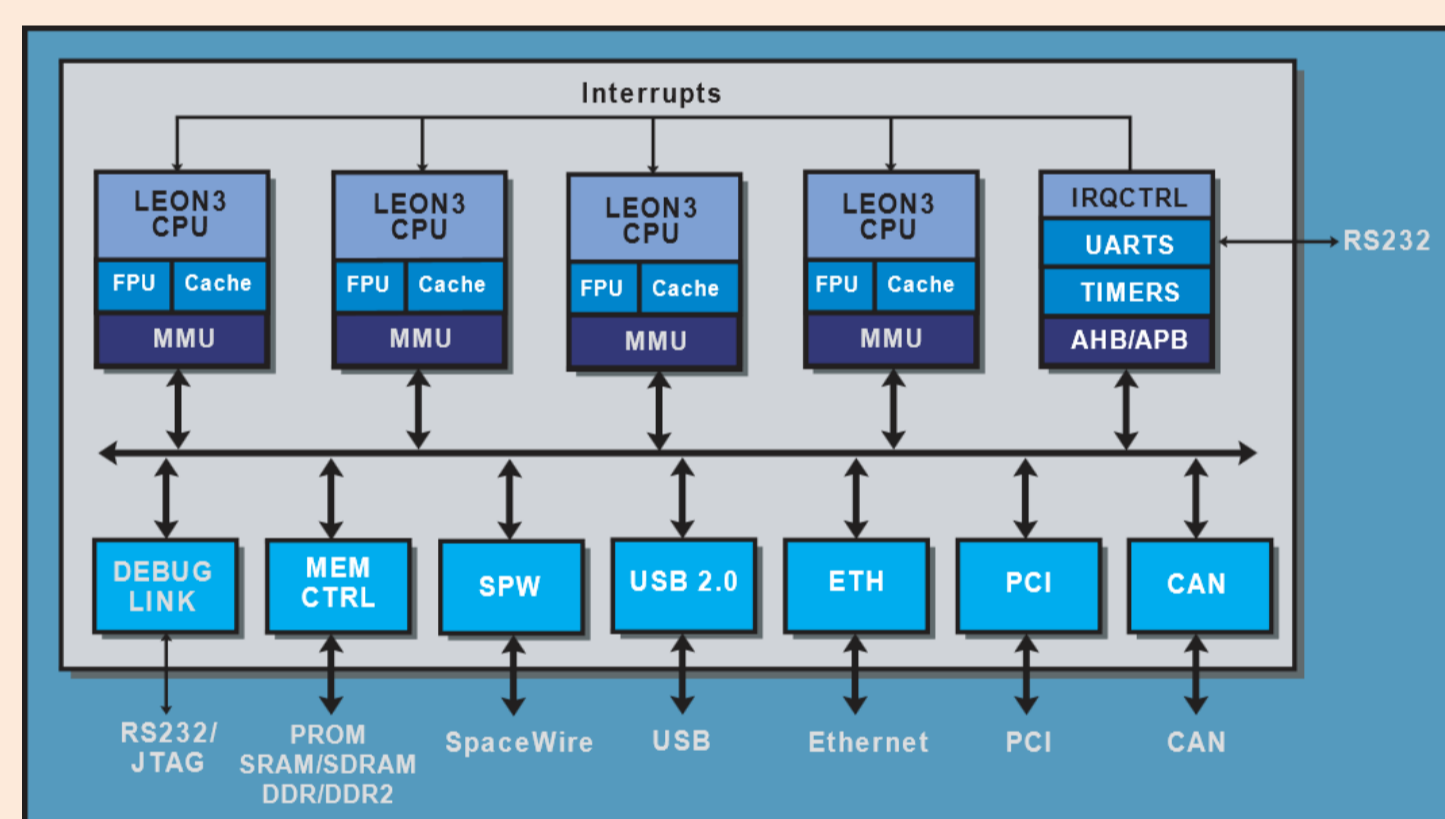 Interrupts
LEON3
CPU
FPU
Cache
MMU
LEON3
CPU
FPU
Cache
MMU
LEON3
CPU
FPU
Cache
MMU
LEON3
CPU
FPU
Cache
MMU
IRQCTRL
UARTS
TIMERS
AHB/APB
RS232
DEBUG
LINK
MEM
CTRL
SPW
USB 2.0
ETH
PCI
CAN
RS232/
JTAG
PROM
SRAM/SDRAM
DDR/DDR2
SpaceWire
USB
Ethernet
PCI
CAN